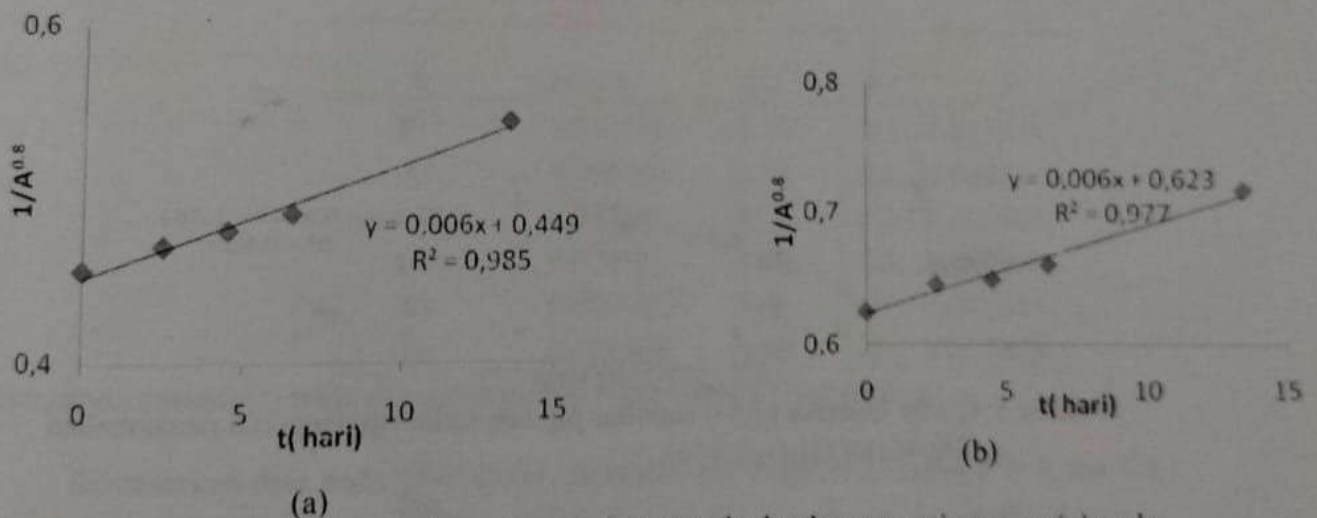 0,6
1/A^0.8
y = 0.006x + 0,449
R² = 0,985
0,4
0 5 10 15
t( hari)
(a)
0,8
1/A^0.8
y = 0,006x + 0,623
R² = 0,977
0,7
0.6
0 5 10 15
t( hari)
(b)